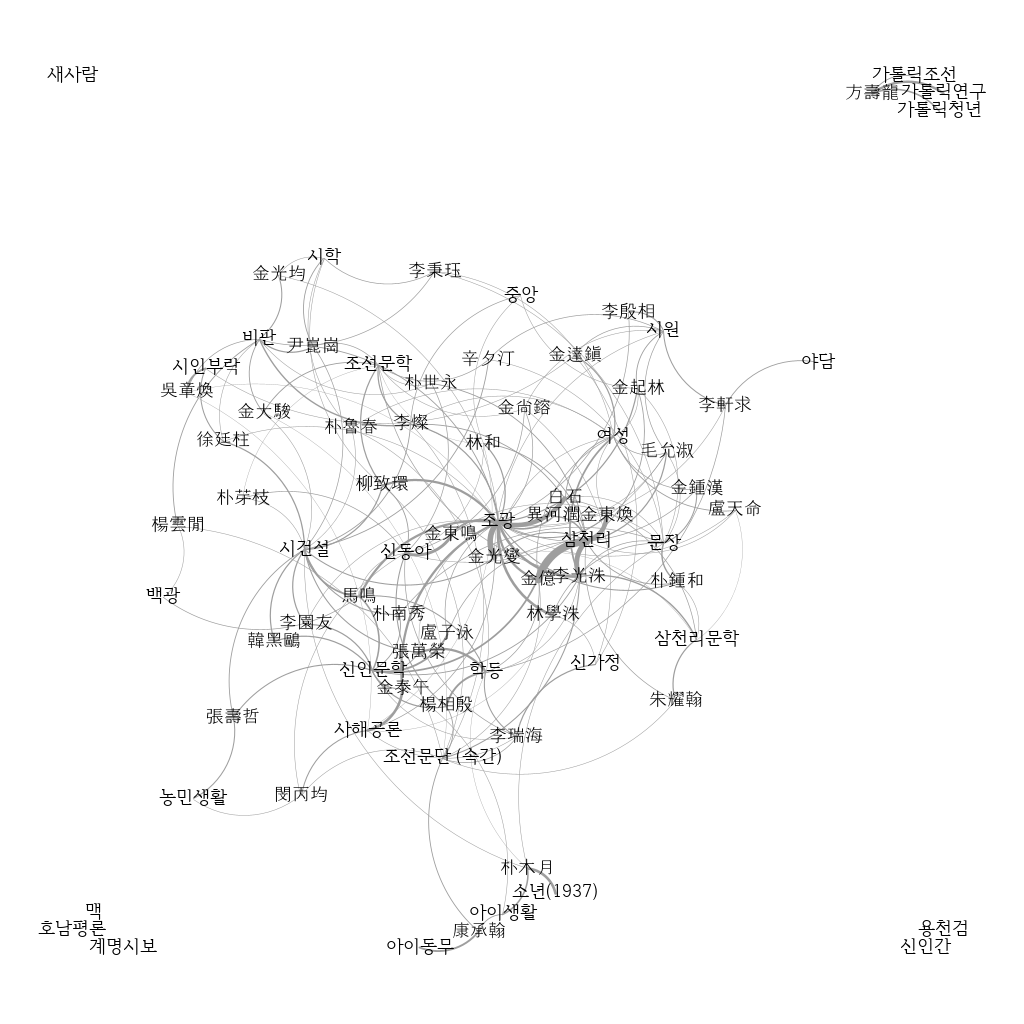 새사람
가톨릭조선
方壽龍 가톨릭연구
가톨릭청년
시학
金光均
李秉珏
중앙
李殷相
시원
비판
尹崑崗
辛夕汀
金達鎭
조선문학
시인부락
야담
朴世永
吳章煥
金起林
李軒求
金大駿
金尙鎔
朴魯春
李燦
徐廷柱
林和
여성
毛允淑
柳致環
金鍾漢
朴芽枝
白石
盧天命
異河潤
金東煥
楊雲閒
조광
金東鳴
삼천리
문장
시건설
신동아
金光燮
金億
李光洙
朴鍾和
백광
馬鳴
朴南秀
林學洙
李園友
盧子泳
韓黑鷗
삼천리문학
張萬榮
신가정
신인문학
학등
金泰午
朱耀翰
楊相殷
張壽哲
사해공론
李瑞海
조선문단 (속간)
농민생활
閔丙均
朴木月
소년(1937)
맥
아이생활
호남평론
용천검
康承翰
계명시보
아이동무
신인간